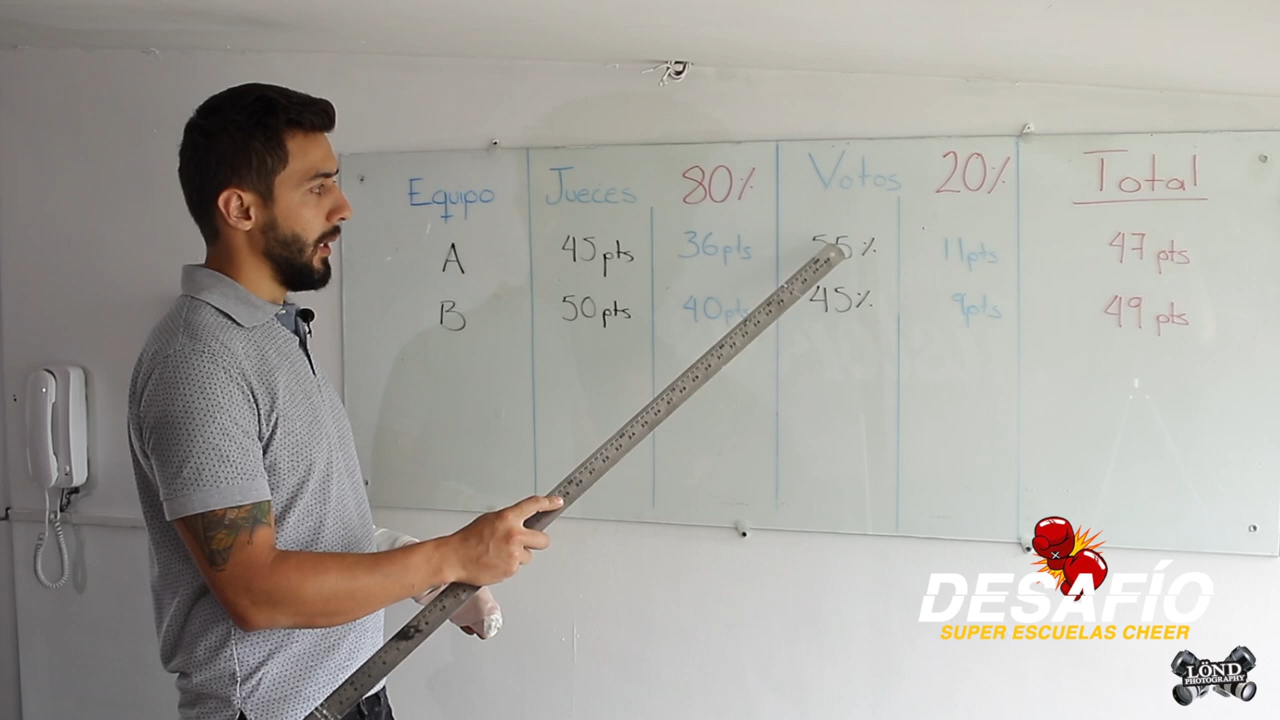 Equipo Jueces 80% Votos 20% Total
A 45 pts 36 pts 55% 11 pts 47 pts
B 50 pts 40 pts 45% 9 pts 49 pts
DESAFÍO
SUPER ESCUELAS CHEER
LÖND
PHOTOGRAPHY